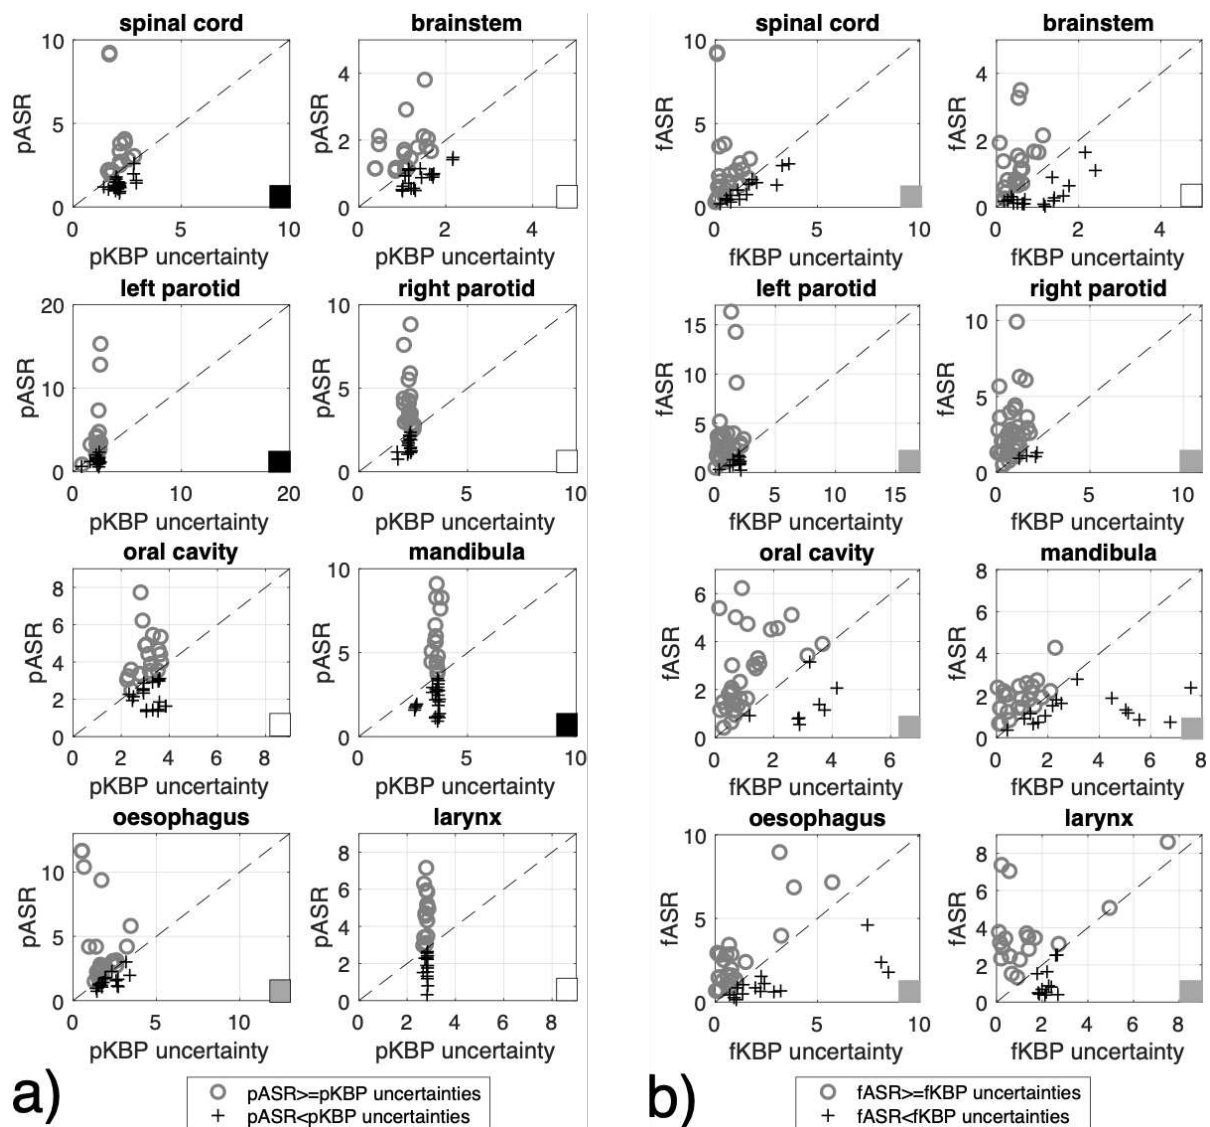 spinal cord
10
5
0
pASR
0 5 10
pKBP uncertainty
brainstem
4
2
0
pASR
0 2 4
pKBP uncertainty
left parotid
20
10
0
pASR
0 10 20
pKBP uncertainty
right parotid
10
5
0
pASR
0 5 10
pKBP uncertainty
oral cavity
8
6
4
2
0
pASR
0 2 4 6 8
pKBP uncertainty
mandibula
10
5
0
pASR
0 5 10
pKBP uncertainty
oesophagus
10
5
0
pASR
0 5 10
pKBP uncertainty
larynx
8
6
4
2
0
pASR
0 2 4 6 8
pKBP uncertainty
a)
pASR>=pKBP uncertainties
pASR<pKBP uncertainties
spinal cord
10
5
0
fASR
0 5 10
fKBP uncertainty
brainstem
4
2
0
fASR
0 2 4
fKBP uncertainty
left parotid
15
10
5
0
fASR
0 5 10 15
fKBP uncertainty
right parotid
10
5
0
fASR
0 5 10
fKBP uncertainty
oral cavity
6
4
2
0
fASR
0 2 4 6
fKBP uncertainty
mandibula
8
6
4
2
0
fASR
0 2 4 6 8
fKBP uncertainty
oesophagus
10
5
0
fASR
0 5 10
fKBP uncertainty
larynx
8
6
4
2
0
fASR
0 2 4 6 8
fKBP uncertainty
b)
fASR>=fKBP uncertainties
fASR<fKBP uncertainties